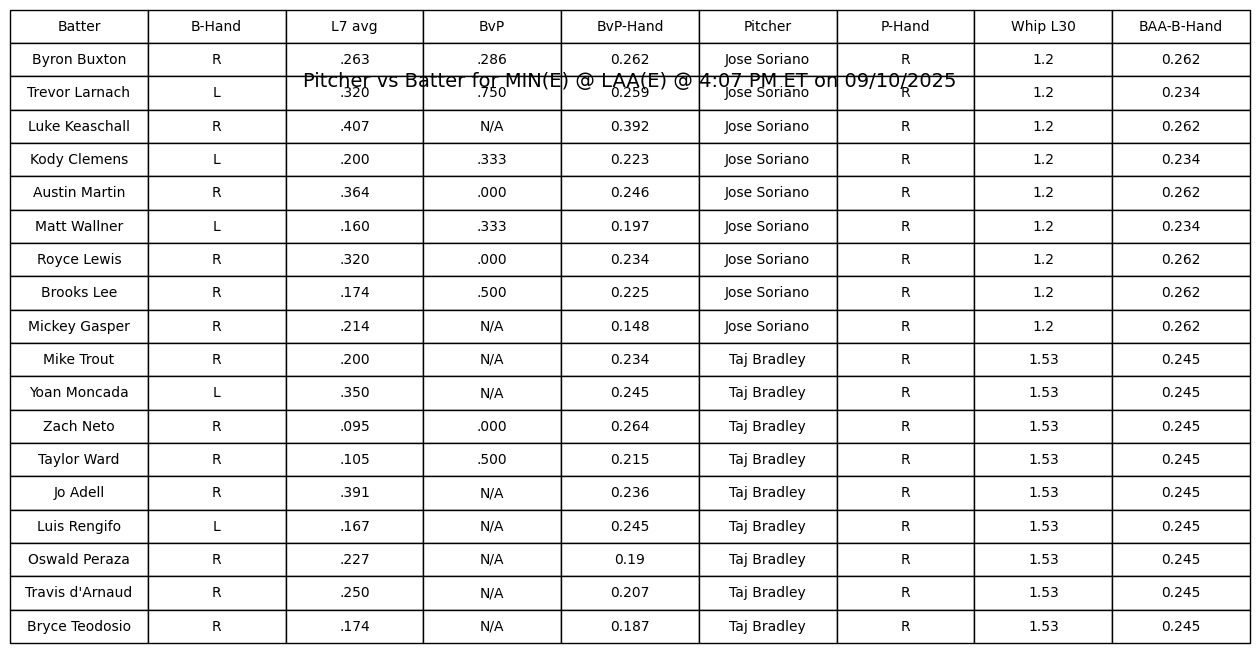 Batter B-Hand L7 avg BvP BvP-Hand Pitcher P-Hand Whip L30 BAA-B-Hand
Byron Buxton R .263 .286 0.262 Jose Soriano R 1.2 0.262
Pitcher vs Batter for MIN(E) @ LAA(E) @ 4:07 PM ET on 09/10/2025
Trevor Larnach L .320 .750 0.259 Jose Soriano R 1.2 0.234
Luke Keaschall R .407 N/A 0.392 Jose Soriano R 1.2 0.262
Kody Clemens L .200 .333 0.223 Jose Soriano R 1.2 0.234
Austin Martin R .364 .000 0.246 Jose Soriano R 1.2 0.262
Matt Wallner L .160 .333 0.197 Jose Soriano R 1.2 0.234
Royce Lewis R .320 .000 0.234 Jose Soriano R 1.2 0.262
Brooks Lee R .174 .500 0.225 Jose Soriano R 1.2 0.262
Mickey Gasper R .214 N/A 0.148 Jose Soriano R 1.2 0.262
Mike Trout R .200 N/A 0.234 Taj Bradley R 1.53 0.245
Yoan Moncada L .350 N/A 0.245 Taj Bradley R 1.53 0.245
Zach Neto R .095 .000 0.264 Taj Bradley R 1.53 0.245
Taylor Ward R .105 .500 0.215 Taj Bradley R 1.53 0.245
Jo Adell R .391 N/A 0.236 Taj Bradley R 1.53 0.245
Luis Rengifo L .167 N/A 0.245 Taj Bradley R 1.53 0.245
Oswald Peraza R .227 N/A 0.19 Taj Bradley R 1.53 0.245
Travis d'Arnaud R .250 N/A 0.207 Taj Bradley R 1.53 0.245
Bryce Teodosio R .174 N/A 0.187 Taj Bradley R 1.53 0.245